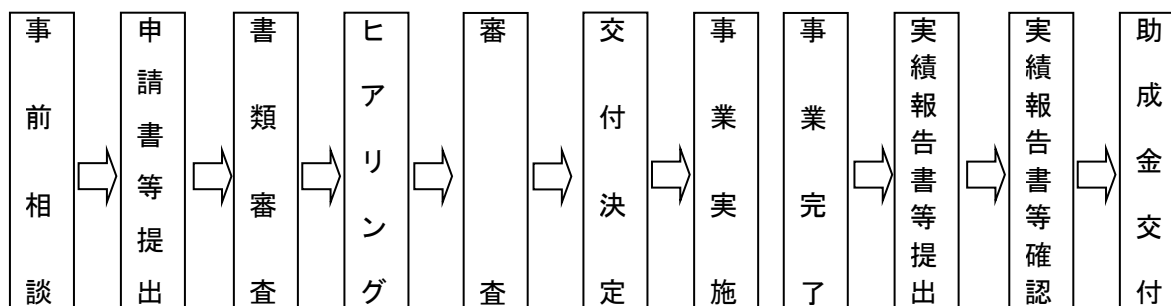 事前相談
申請書等提出
書類審査
ヒアリング
審査
交付決定
事業実施
事業完了
実績報告書等提出
実績報告書等確認
助成金交付